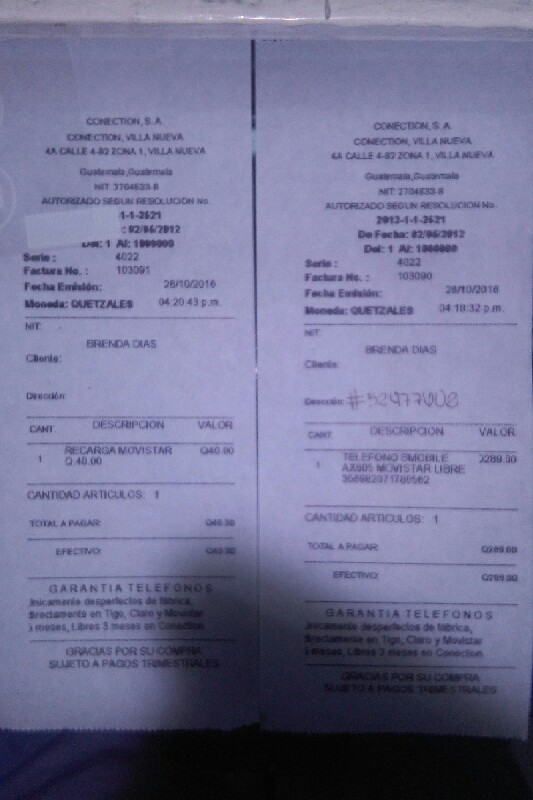 CONECTION, S.A.
CONECTION, VILLA NUEVA
4A CALLE 4-82 ZONA 1, VILLA NUEVA
Guatemala,Guatemala
NIT: 3704633-8
AUTORIZADO SEGUN RESOLUCION No.
1-1-2621
: 02/06/2012
Del: 1 Al: 1000000
Serie : 4022
Factura No. : 103091
Fecha Emisión: 28/10/2016
Moneda: QUETZALES 04:20:43 p.m.
NIT:
BRENDA DIAS
Cliente:
Dirección:
CANT. DESCRIPCION VALOR
1 RECARGA MOVISTAR Q40.00
Q.40.00
CANTIDAD ARTICULOS: 1
TOTAL A PAGAR: Q40.00
EFECTIVO: Q40.00
GARANTIA TELEFONOS
Unicamente desperfectos de fábrica,
directamente en Tigo, Claro y Movistar
3 meses, Libres 3 meses en Conection.
GRACIAS POR SU COMPRA
SUJETO A PAGOS TRIMESTRALES
CONECTION, S.A.
CONECTION, VILLA NUEVA
4A CALLE 4-82 ZONA 1, VILLA NUEVA
Guatemala,Guatemala
NIT: 3704633-8
AUTORIZADO SEGUN RESOLUCION No.
2012-1-1-2621
De Fecha: 02/06/2012
Del: 1 Al: 1000000
Serie : 4022
Factura No. : 103090
Fecha Emisión: 28/10/2016
Moneda: QUETZALES 04:18:32 p.m.
NIT:
BRENDA DIAS
Cliente:
Dirección:
CANT. DESCRIPCION VALOR
1 TELEFONO BMOBILE Q289.00
AX605 MOVISTAR LIBRE
CANTIDAD ARTICULOS: 1
TOTAL A PAGAR: Q289.00
EFECTIVO: Q289.00
GARANTIA TELEFONOS
Unicamente desperfectos de fábrica,
directamente en Tigo, Claro y Movistar
3 meses, Libres 3 meses en Conection.
GRACIAS POR SU COMPRA
SUJETO A PAGOS TRIMESTRALES